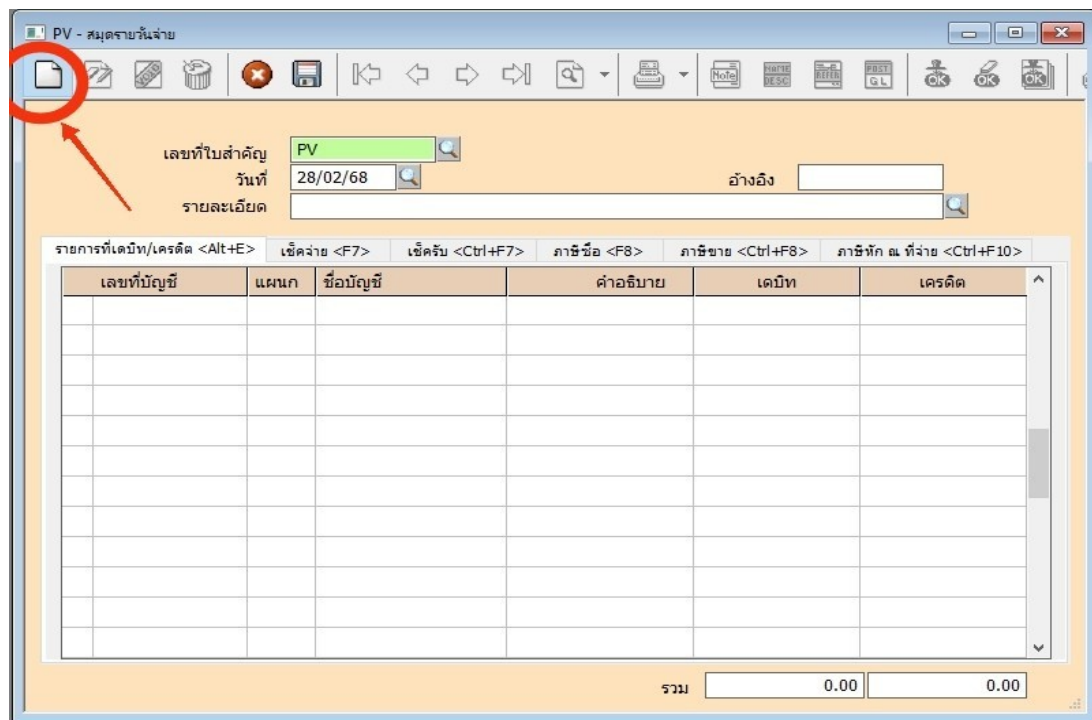 PV - สมุดรายวันจ่าย
VOID Note NAME DESC REFER POST GL OK OK OK
เลขที่ใบสำคัญ PV
วันที่ 28/02/68 อ้างอิง
รายละเอียด
รายการที่เดบิท/เครดิต <Alt+E> เช็คจ่าย <F7> เช็ครับ <Ctrl+F7> ภาษีซื้อ <F8> ภาษีขาย <Ctrl+F8> ภาษีหัก ณ ที่จ่าย <Ctrl+F10>
เลขที่บัญชี แผนก ชื่อบัญชี คำอธิบาย เดบิท เครดิต
รวม 0.00 0.00